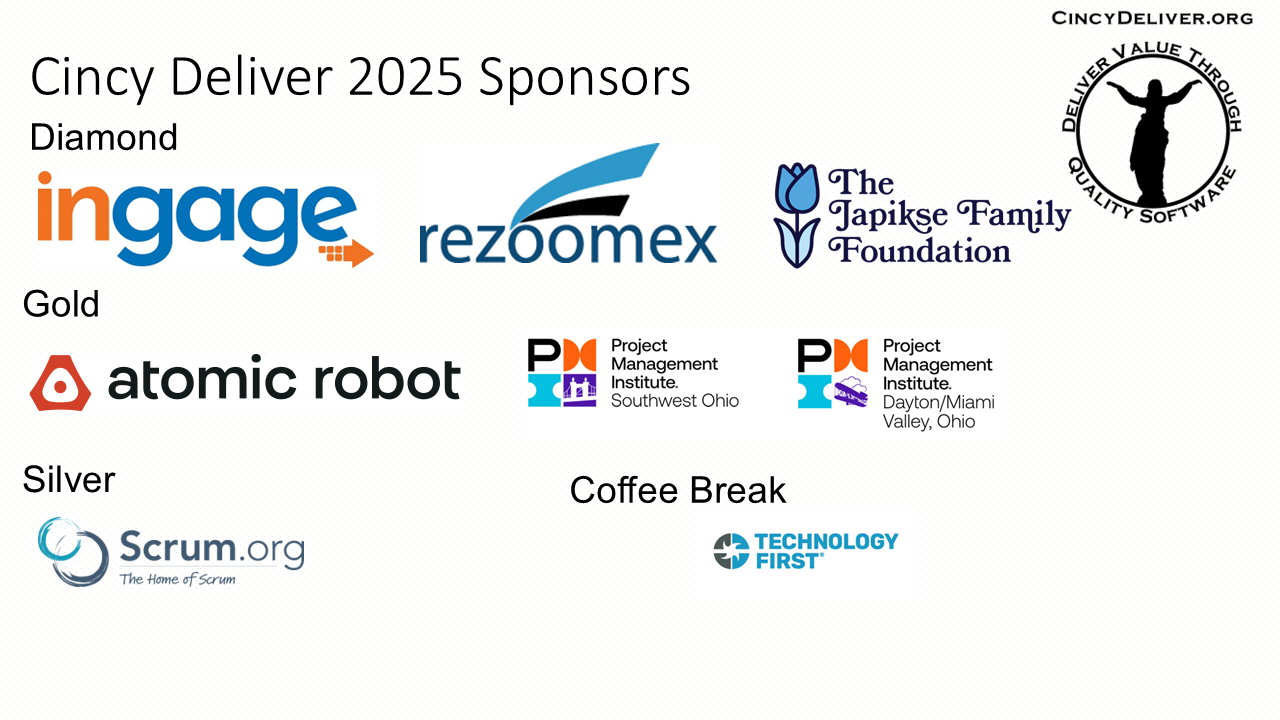 CINCYDELIVER.ORG
DELIVER VALUE THROUGH
QUALITY SOFTWARE
Cincy Deliver 2025 Sponsors
Diamond
ingage
rezoomex
The
Japikse Family
Foundation
Gold
atomic robot
PM
I
Project
Management
Institute.
Southwest Ohio
PM
I
Project
Management
Institute.
Dayton/Miami
Valley, Ohio
Silver
Coffee Break
Scrum.org
The Home of Scrum
TECHNOLOGY
FIRST®